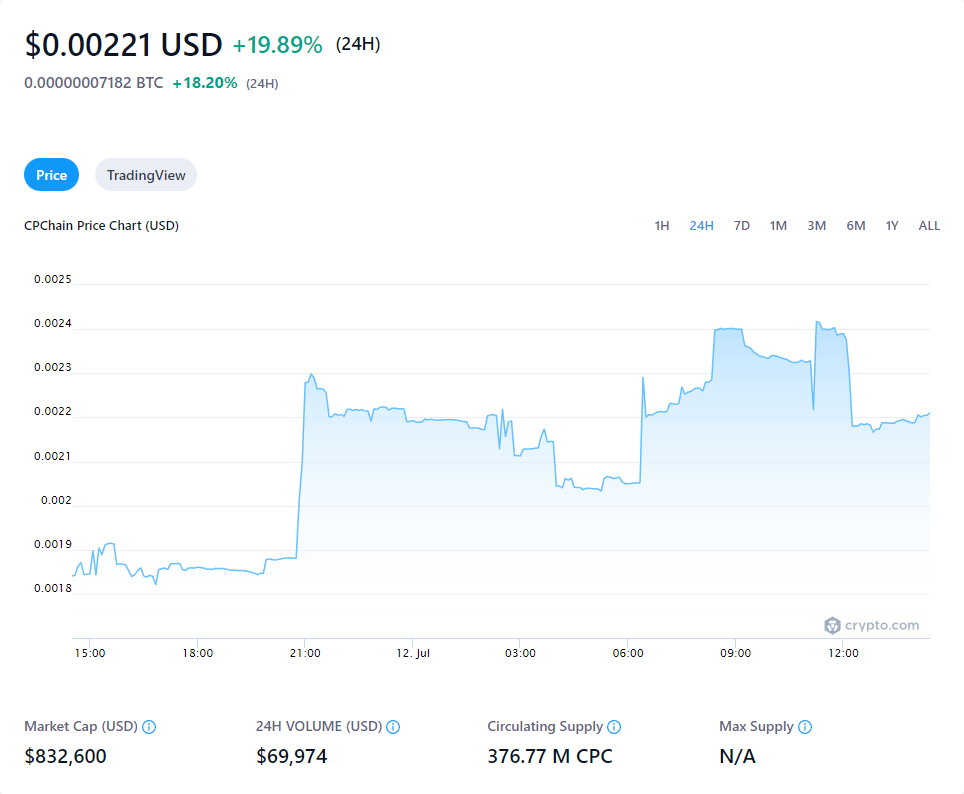 $0.00221 USD +19.89% (24H)
0.00000007182 BTC +18.20% (24H)
Price TradingView
CPChain Price Chart (USD) 1H 24H 7D 1M 3M 6M 1Y ALL
0.0025
0.0024
0.0023
0.0022
0.0021
0.002
0.0019
0.0018
crypto.com
15:00 18:00 21:00 12. Jul 03:00 06:00 09:00 12:00
Market Cap (USD) 24H VOLUME (USD) Circulating Supply Max Supply
$832,600 $69,974 376.77 M CPC N/A